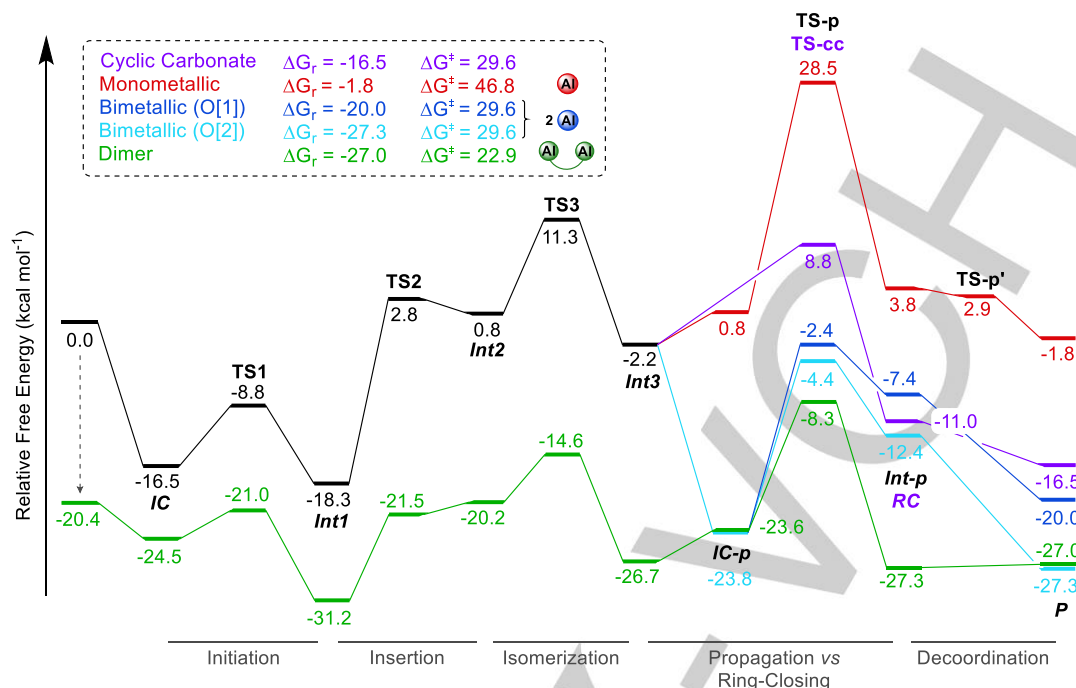 TS-p
TS-cc
28.5
Cyclic Carbonate ΔGr = -16.5 ΔG‡ = 29.6
Monometallic ΔGr = -1.8 ΔG‡ = 46.8 Al
Bimetallic (O[1]) ΔGr = -20.0 ΔG‡ = 29.6
Bimetallic (O[2]) ΔGr = -27.3 ΔG‡ = 29.6
2 Al
Dimer ΔGr = -27.0 ΔG‡ = 22.9
Al Al
Relative Free Energy (kcal mol⁻¹)
0.0
-16.5
IC
TS1
-8.8
-18.3
Int1
TS2
2.8
0.8
Int2
TS3
11.3
-2.2
Int3
0.8
8.8
3.8
TS-p'
2.9
-1.8
-2.4
-4.4
-8.3
-7.4
-11.0
-12.4
Int-p
RC
-16.5
-20.0
-27.0
-27.3
P
-20.4
-24.5
-21.0
-31.2
-21.5
-20.2
-14.6
-26.7
IC-p
-23.6
-23.8
-27.3
Initiation
Insertion
Isomerization
Propagation vs
Ring-Closing
Decoordination
VCH